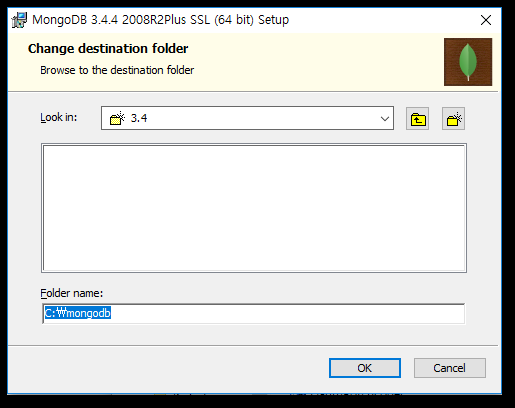 MongoDB 3.4.4 2008R2Plus SSL (64 bit) Setup
Change destination folder
Browse to the destination folder
Look in:
3.4
Folder name:
C:₩mongodb
OK
Cancel